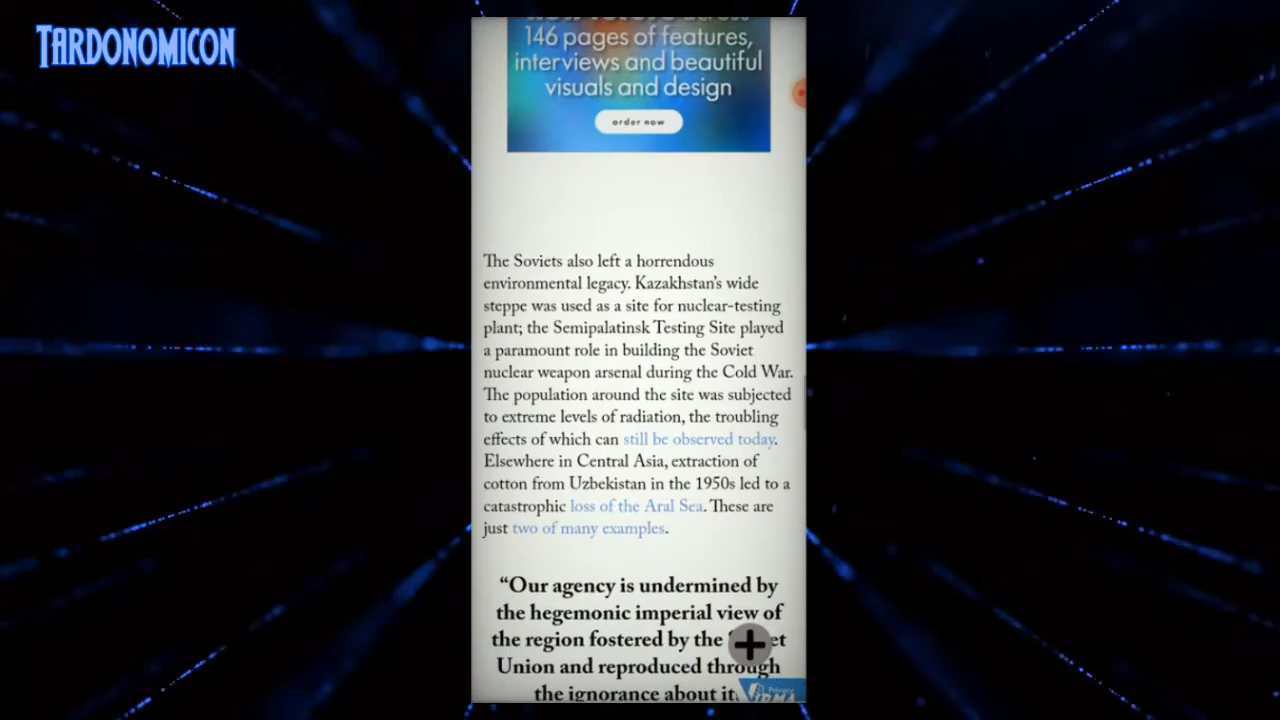 TARDONOMICON
146 pages of features,
interviews and beautiful
visuals and design
order now
The Soviets also left a horrendous
environmental legacy. Kazakhstan's wide
steppe was used as a site for nuclear-testing
plant; the Semipalatinsk Testing Site played
a paramount role in building the Soviet
nuclear weapon arsenal during the Cold War.
The population around the site was subjected
to extreme levels of radiation, the troubling
effects of which can still be observed today.
Elsewhere in Central Asia, extraction of
cotton from Uzbekistan in the 1950s led to a
catastrophic loss of the Aral Sea. These are
just two of many examples.
“Our agency is undermined by
the hegemonic imperial view of
the region fostered by the et
Union and reproduced through
the ignorance about it.
Privacy